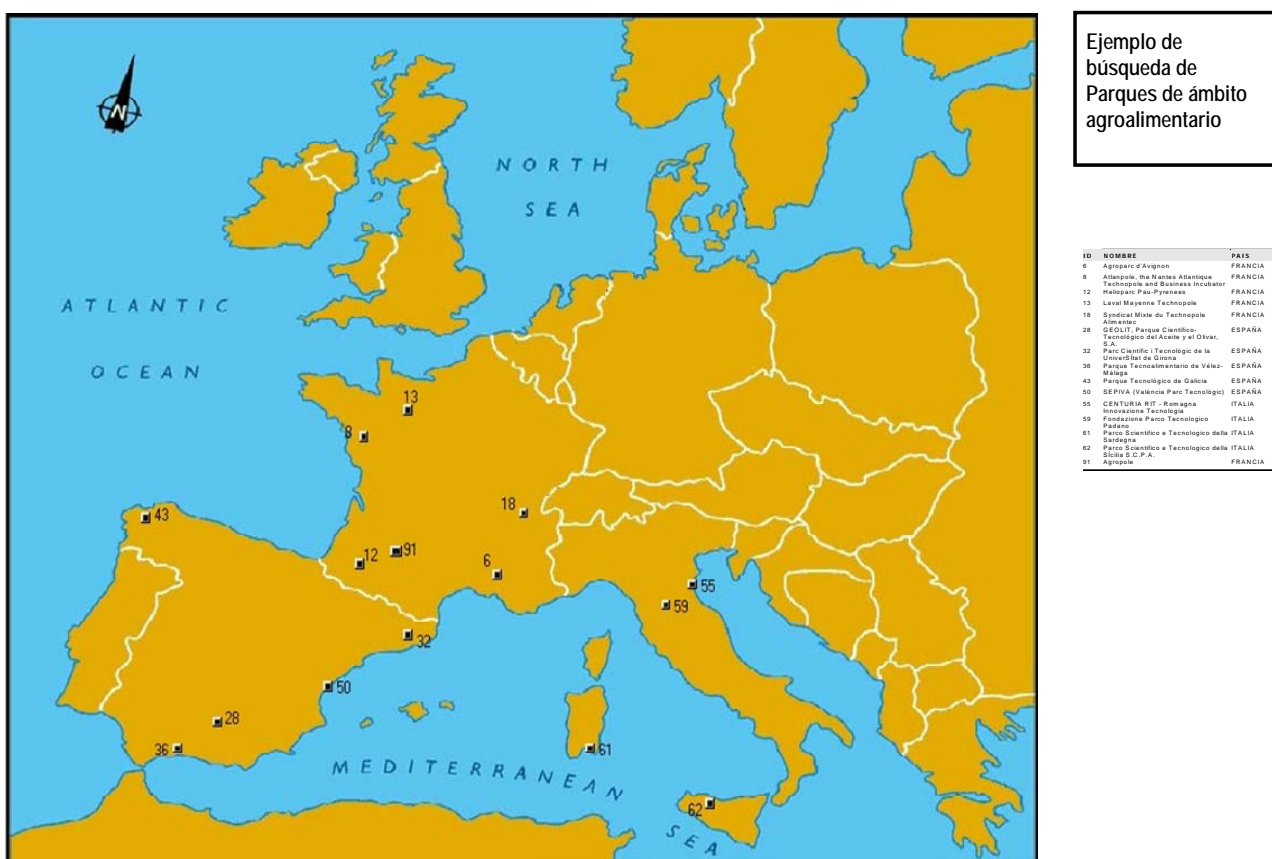 Ejemplo de
búsqueda de
Parques de ámbito
agroalimentario
N
NORTH
SEA
ATLANTIC
OCEAN
13
8
18
43
12
91
6
55
59
32
50
28
36
61
MEDITERRANEAN
62
SEA
ID NOMBRE PAIS
6 Agroparc d'Avignon FRANCIA
8 Atlanpole, the Nantes Atlantique FRANCIA
Technopole and Business Incubator
12 Helioparc Pau-Pyrenees FRANCIA
13 Laval Mayenne Technopole FRANCIA
18 Syndicat Mixte du Technopole FRANCIA
Alimentec
28 GEOLIT, Parque Científico- ESPAÑA
Tecnológico del Aceite y el Olivar,
S.A.
32 Parc Científic i Tecnològic de la ESPAÑA
UniverSitat de Girona
36 Parque Tecnoalimentario de Vélez- ESPAÑA
Málaga
43 Parque Tecnológico de Galicia ESPAÑA
50 SEPIVA (València Parc Tecnològic) ESPAÑA
55 CENTURIA RIT - Romagna ITALIA
Innovazione Tecnologia
59 Fondazione Parco Tecnologico ITALIA
Padano
61 Parco Scientifico e Tecnologico della ITALIA
Sardegna
62 Parco Scientifico e Tecnologico della ITALIA
Sicilia S.C.P.A.
91 Agropole FRANCIA